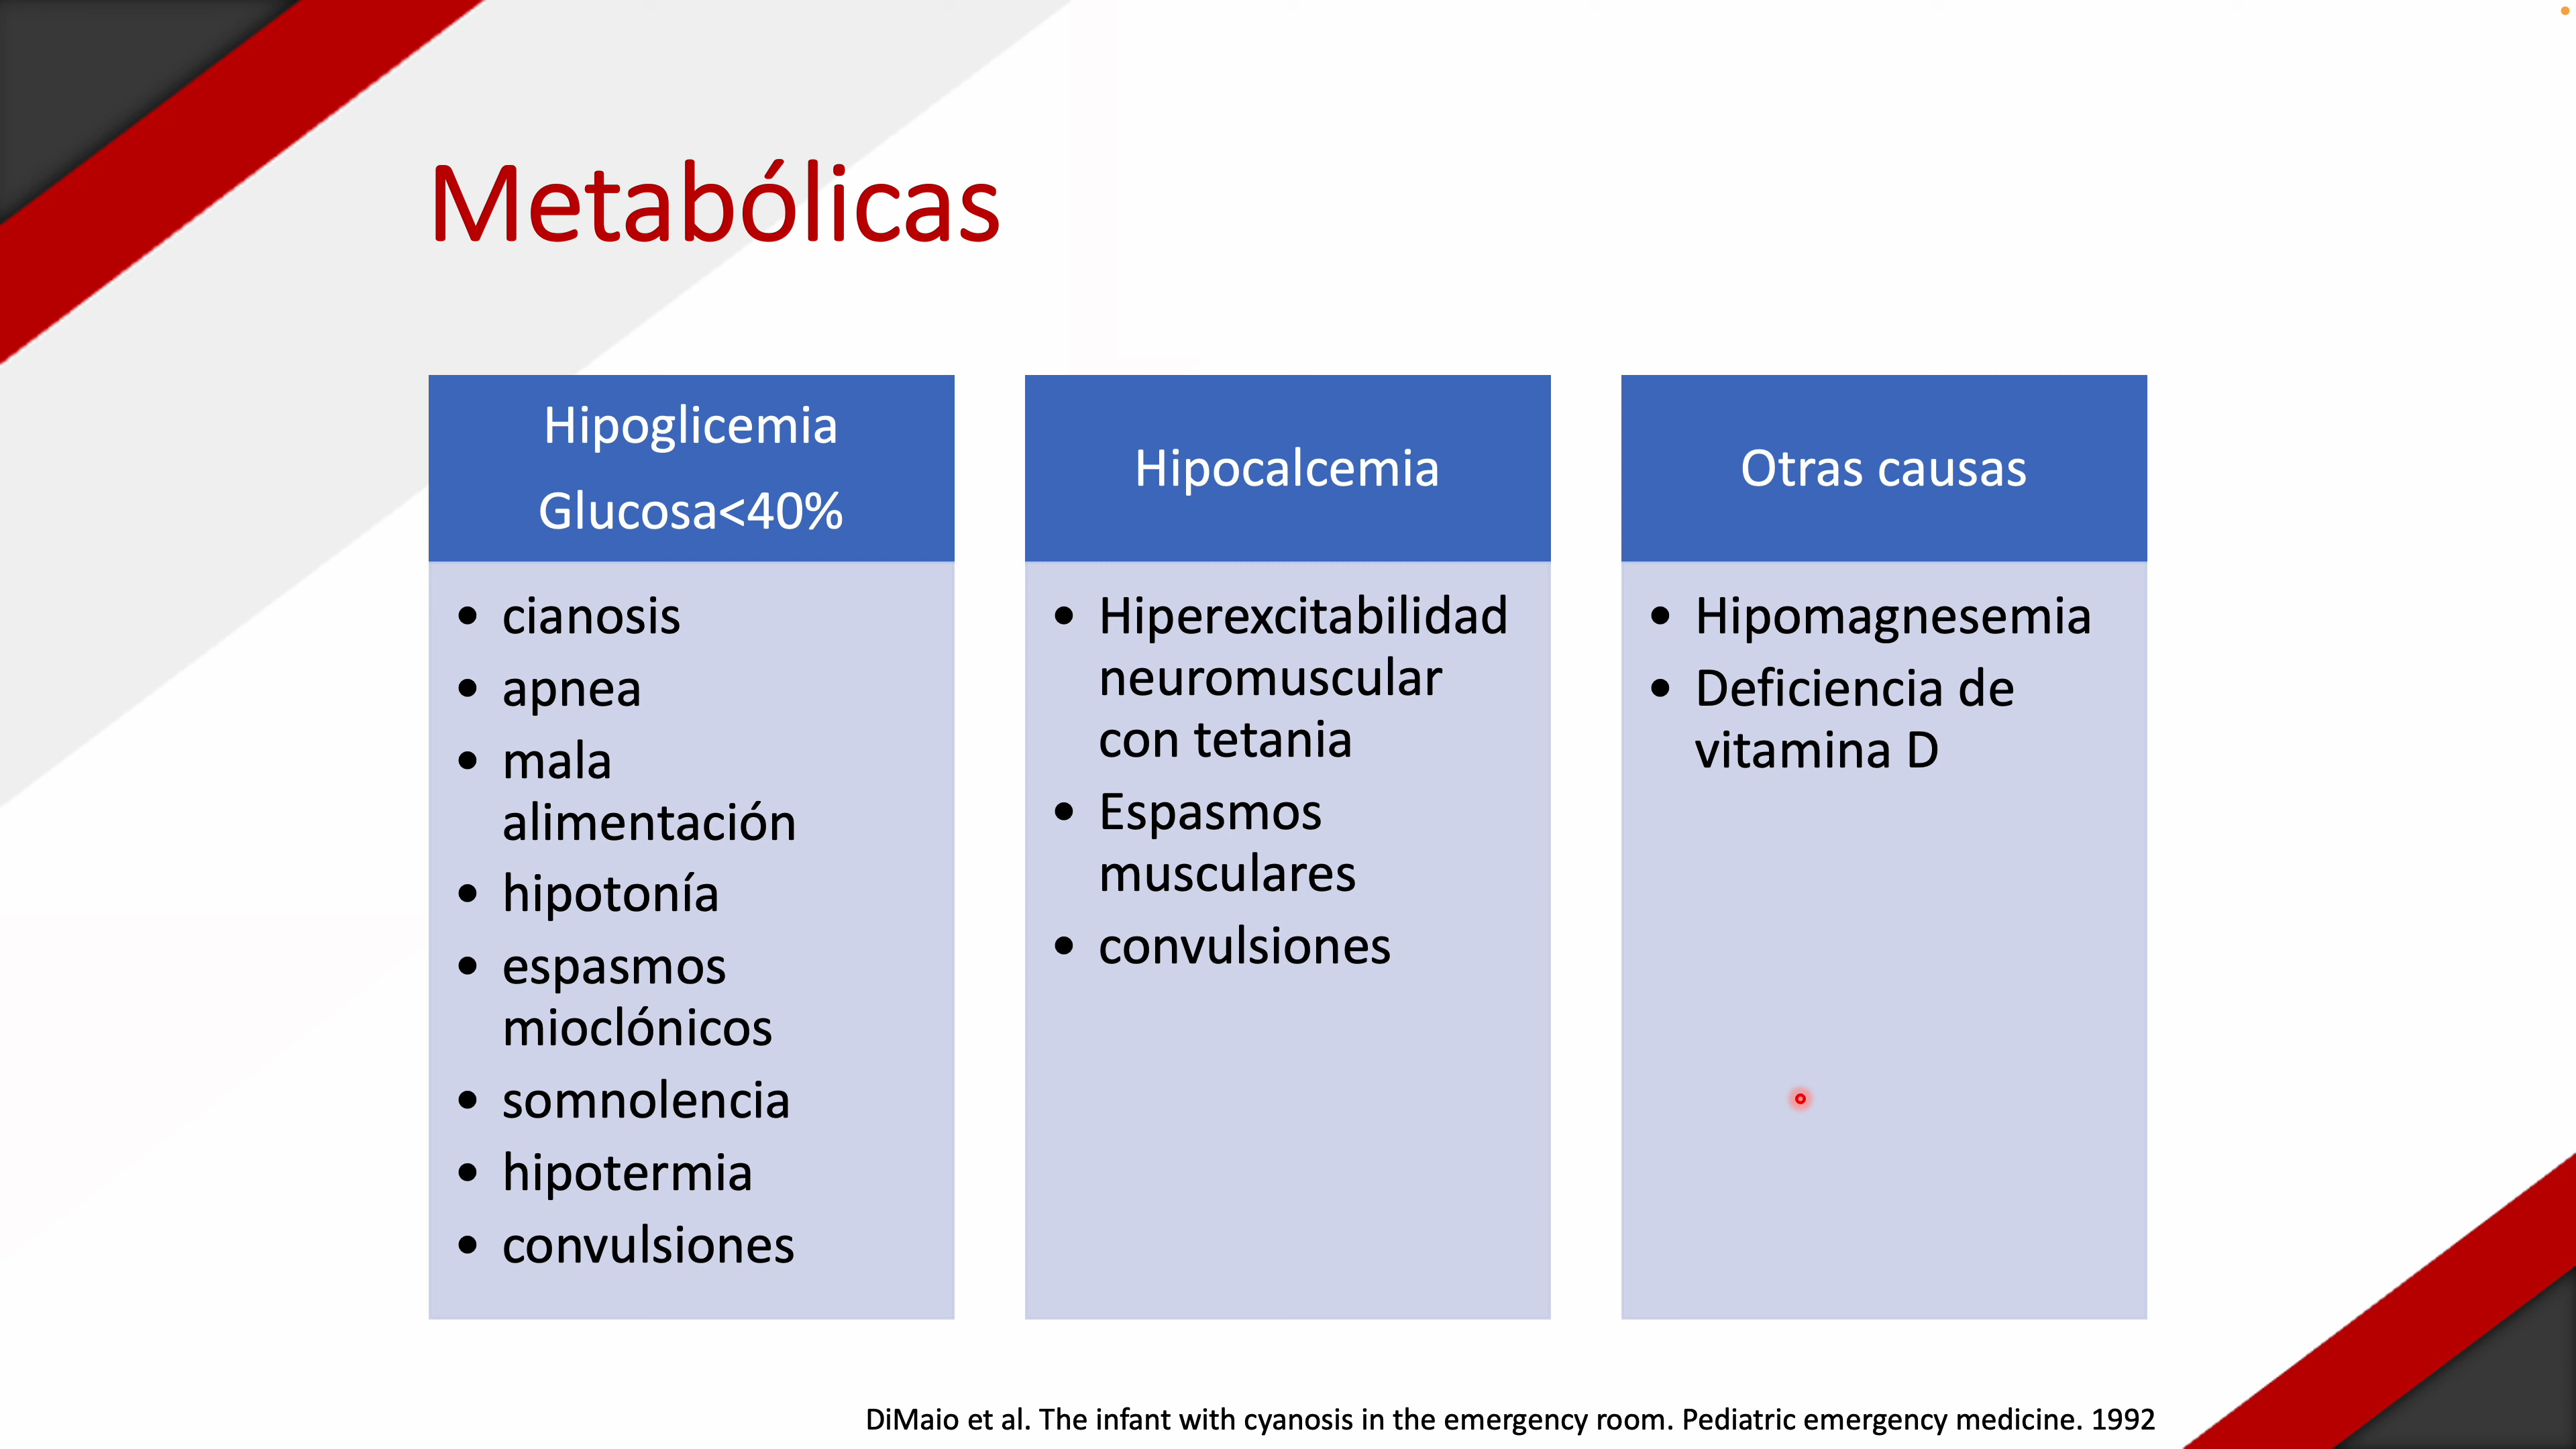 Metabólicas
Hipoglicemia
Glucosa<40%
• cianosis
• apnea
• mala
alimentación
• hipotonía
• espasmos
mioclónicos
• somnolencia
• hipotermia
• convulsiones
Hipocalcemia
• Hiperexcitabilidad
neuromuscular
con tetania
• Espasmos
musculares
• convulsiones
Otras causas
• Hipomagnesemia
• Deficiencia de
vitamina D
DiMaio et al. The infant with cyanosis in the emergency room. Pediatric emergency medicine. 1992